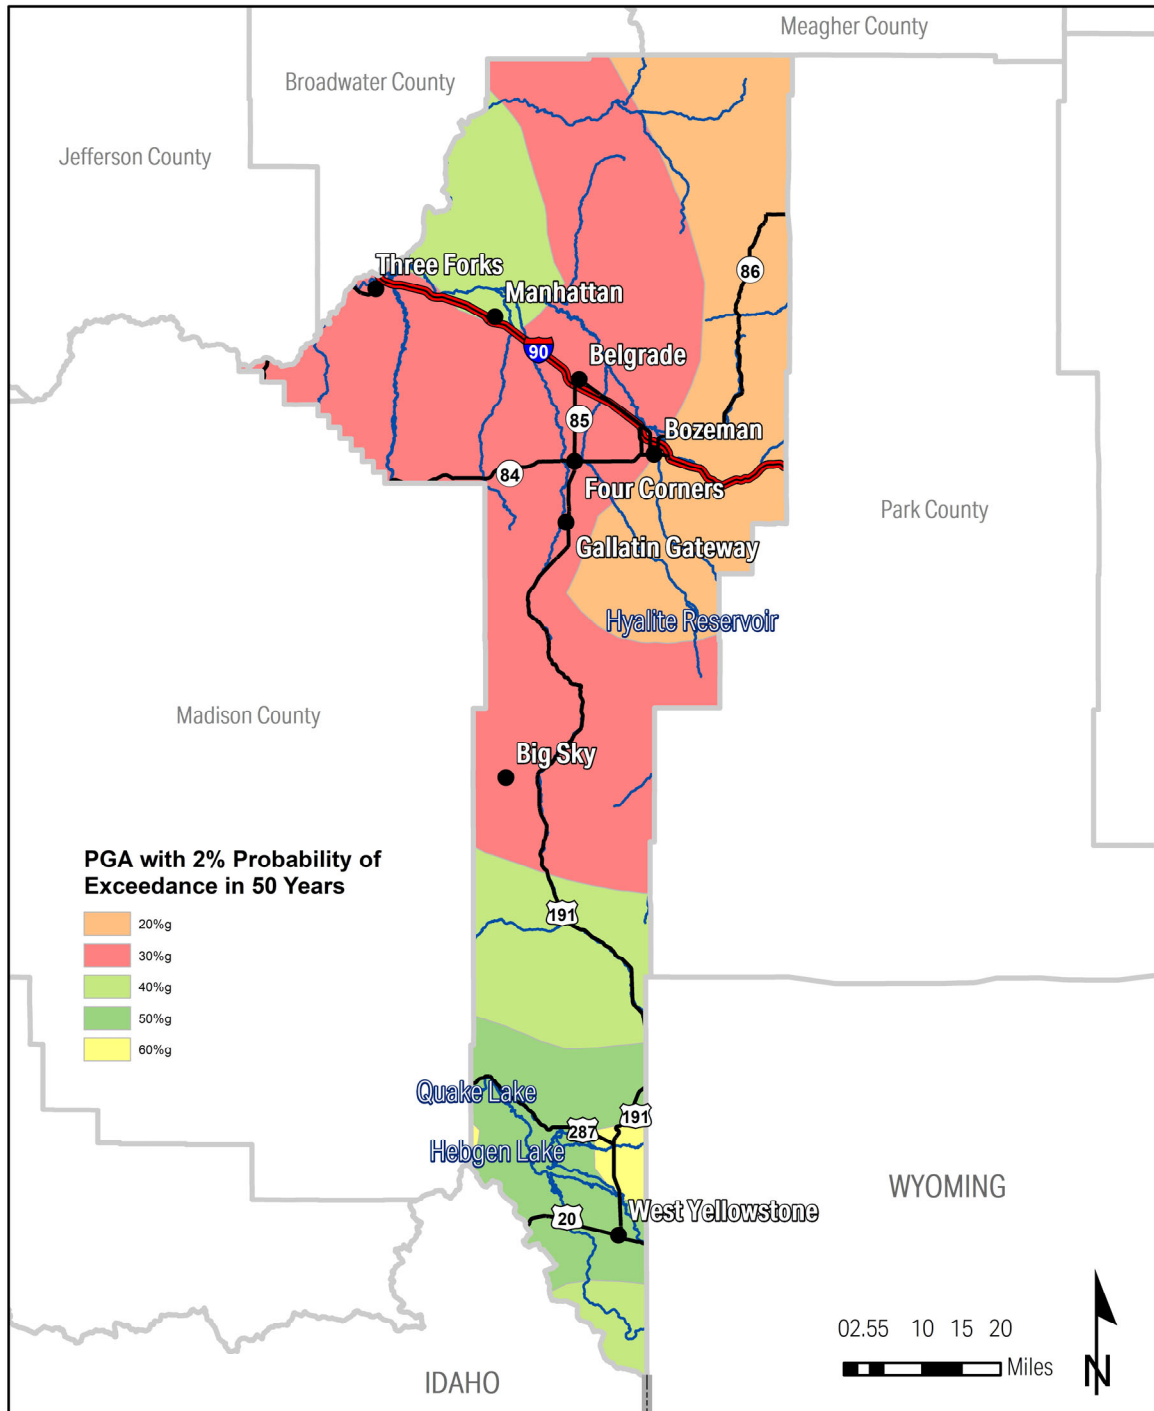 Meagher County
Broadwater County
Jefferson County
Three Forks
86
Manhattan
90
Belgrade
85
Bozeman
84
Four Corners
Park County
Gallatin Gateway
Hyalite Reservoir
Madison County
Big Sky
PGA with 2% Probability of
Exceedance in 50 Years
20%g
30%g
40%g
50%g
60%g
191
Quake Lake
191
287
Hebgen Lake
WYOMING
West Yellowstone
20
02.55 10 15 20
Miles
N
IDAHO